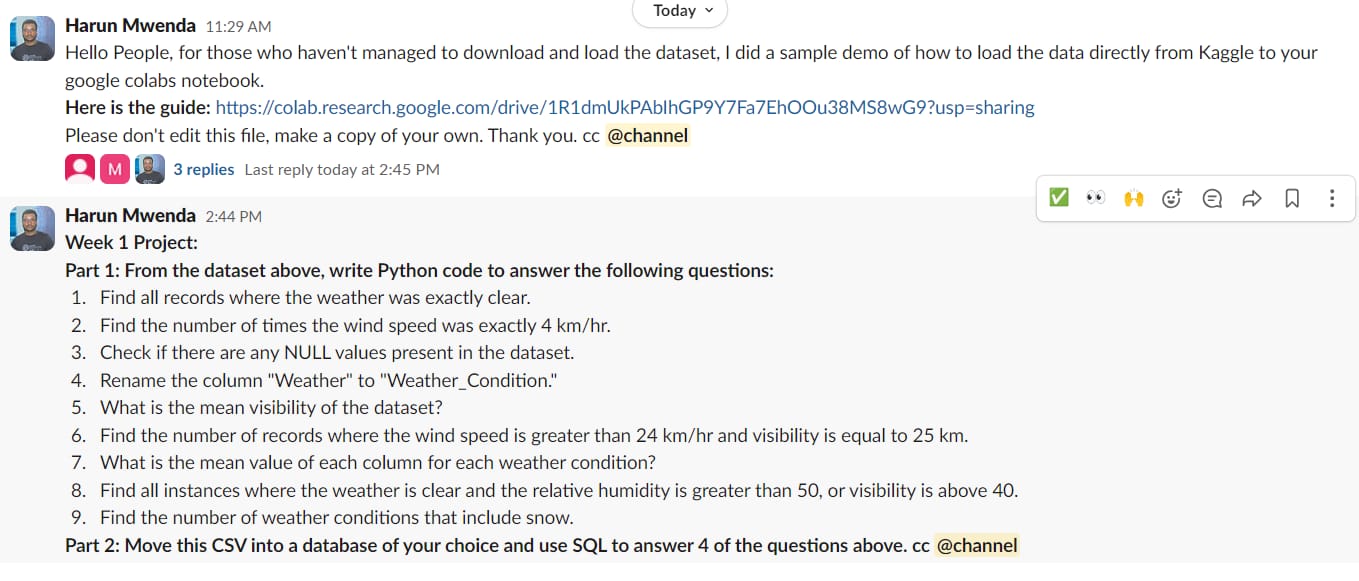 Today
Harun Mwenda 11:29 AM
Hello People, for those who haven't managed to download and load the dataset, I did a sample demo of how to load the data directly from Kaggle to your
google colabs notebook.
Here is the guide: https://colab.research.google.com/drive/1R1dmUkPAblhGP9Y7Fa7EhOOu38MS8wG9?usp=sharing
Please don't edit this file, make a copy of your own. Thank you. cc @channel
M 3 replies Last reply today at 2:45 PM
Harun Mwenda 2:44 PM
Week 1 Project:
Part 1: From the dataset above, write Python code to answer the following questions:
1. Find all records where the weather was exactly clear.
2. Find the number of times the wind speed was exactly 4 km/hr.
3. Check if there are any NULL values present in the dataset.
4. Rename the column "Weather" to "Weather_Condition."
5. What is the mean visibility of the dataset?
6. Find the number of records where the wind speed is greater than 24 km/hr and visibility is equal to 25 km.
7. What is the mean value of each column for each weather condition?
8. Find all instances where the weather is clear and the relative humidity is greater than 50, or visibility is above 40.
9. Find the number of weather conditions that include snow.
Part 2: Move this CSV into a database of your choice and use SQL to answer 4 of the questions above. cc @channel